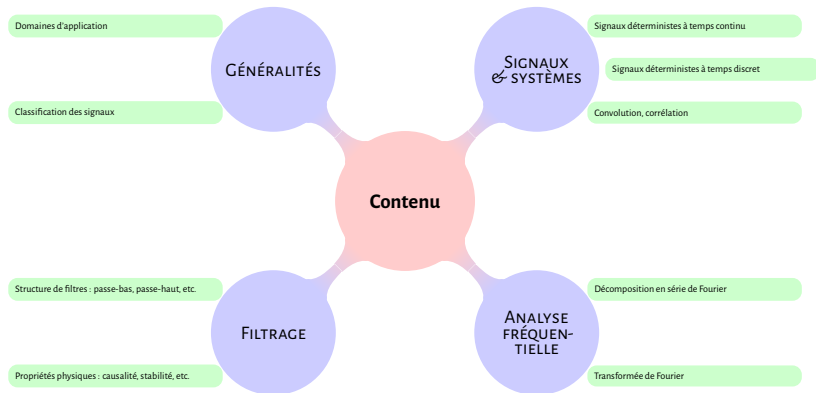 Domaines d'application
Généralités
Classification des signaux
Signaux déterministes à temps continu
Signaux
& systèmes
Signaux déterministes à temps discret
Convolution, corrélation
Contenu
Structure de filtres : passe-bas, passe-haut, etc.
Filtrage
Propriétés physiques : causalité, stabilité, etc.
Décomposition en série de Fourier
Analyse
fréquen-
tielle
Transformée de Fourier